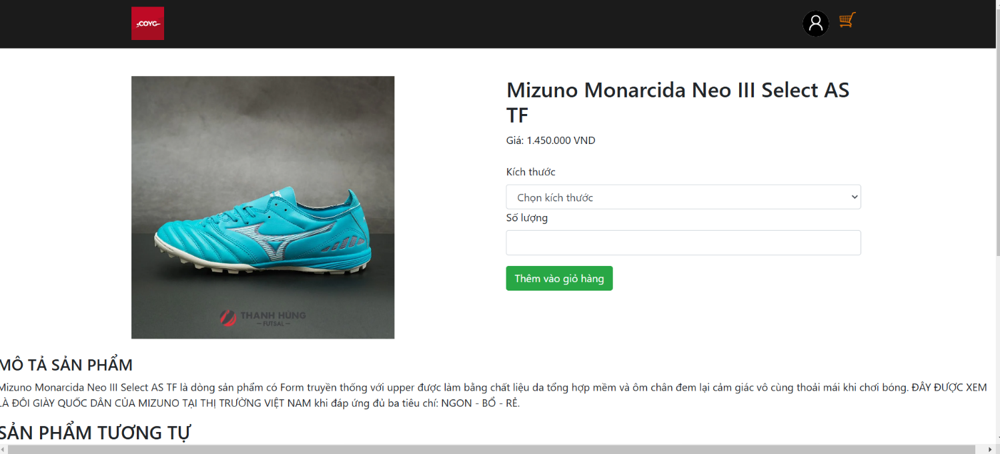 COYG
Mizuno Monarcida Neo III Select AS
TF
Giá: 1.450.000 VND
Kích thước
Chọn kích thước
Số lượng
Thêm vào giỏ hàng
THANH HÙNG
FUTSAL
MÔ TẢ SẢN PHẨM
Mizuno Monarcida Neo III Select AS TF là dòng sản phẩm có Form truyền thống với upper được làm bằng chất liệu da tổng hợp mềm và ôm chân đem lại cảm giác vô cùng thoải mái khi chơi bóng. ĐÂY ĐƯỢC XEM
LÀ ĐÔI GIÀY QUỐC DÂN CỦA MIZUNO TẠI THỊ TRƯỜNG VIỆT NAM khi đáp ứng đủ ba tiêu chí: NGON - BỔ - RẺ.
SẢN PHẨM TƯƠNG TỰ